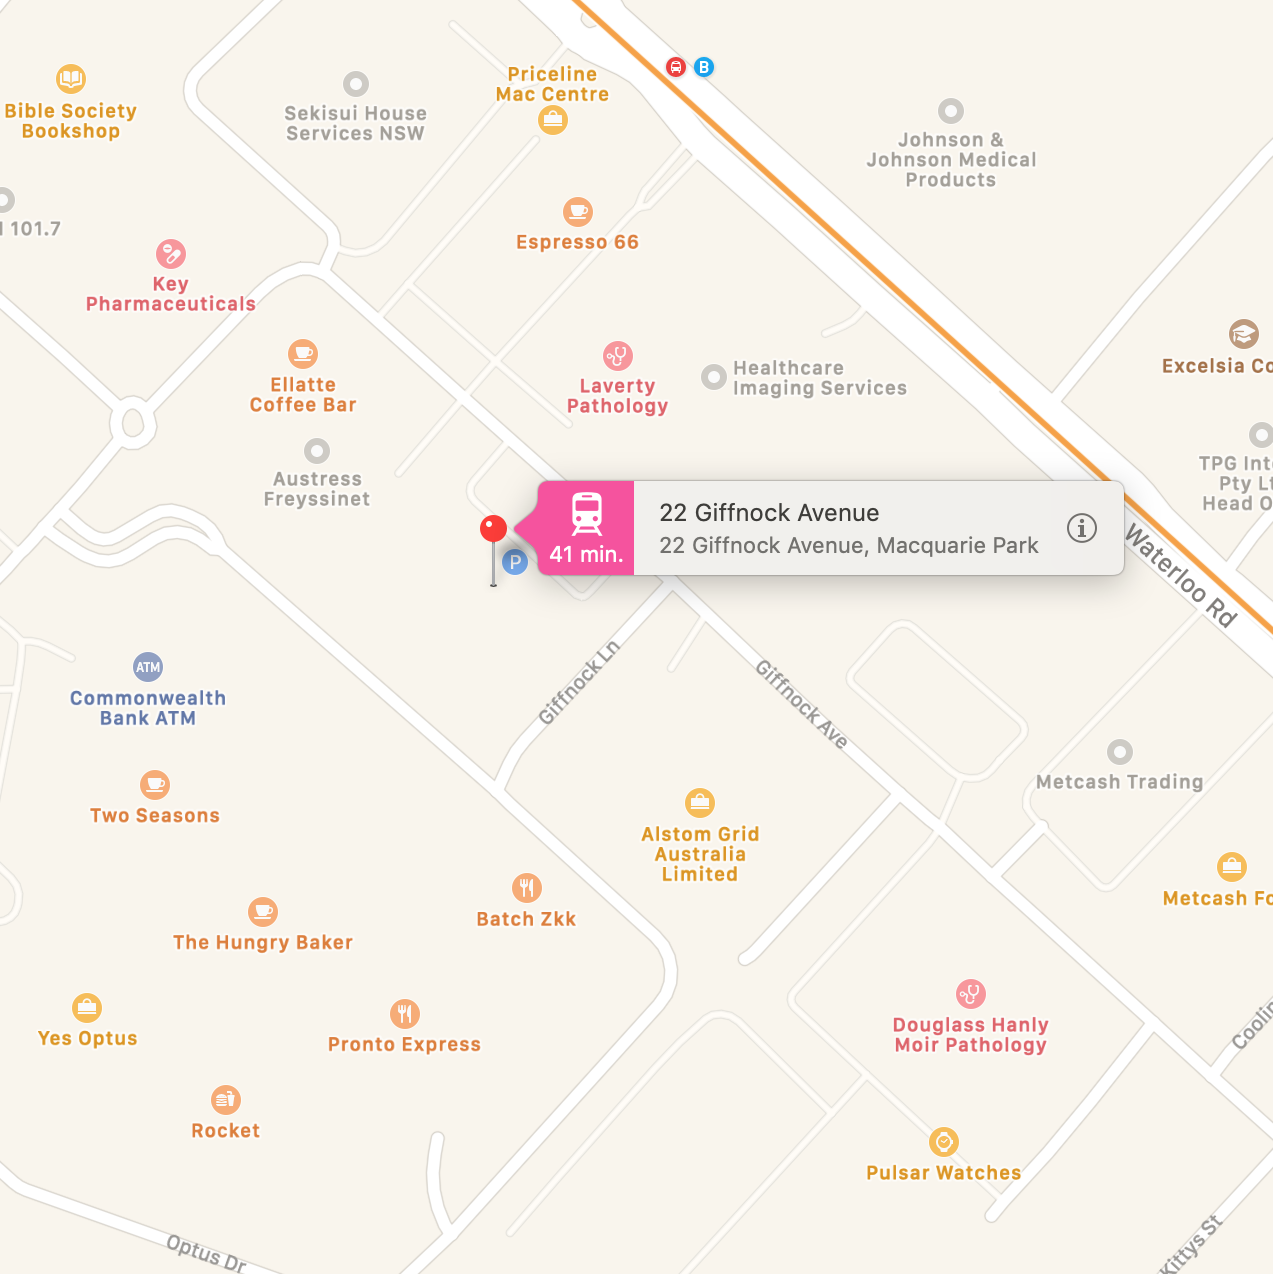 B
Priceline
Mac Centre
Bible Society
Bookshop
Sekisui House
Services NSW
Johnson &
Johnson Medical
Products
101.7
Espresso 66
Key
Pharmaceuticals
Excelsia Co
Ellatte
Coffee Bar
Laverty
Pathology
Healthcare
Imaging Services
Austress
Freyssinet
TPG Int
Pty Lt
Head O
22 Giffnock Avenue
41 min.
22 Giffnock Avenue, Macquarie Park
P
Waterloo Rd
ATM
Commonwealth
Bank ATM
Giffnock Ln
Giffnock Ave
Metcash Trading
Two Seasons
Alstom Grid
Australia
Limited
Metcash Fo
Batch Zkk
The Hungry Baker
Yes Optus
Pronto Express
Douglass Hanly
Moir Pathology
Coolin
Rocket
Pulsar Watches
Optus Dr
Kittys St